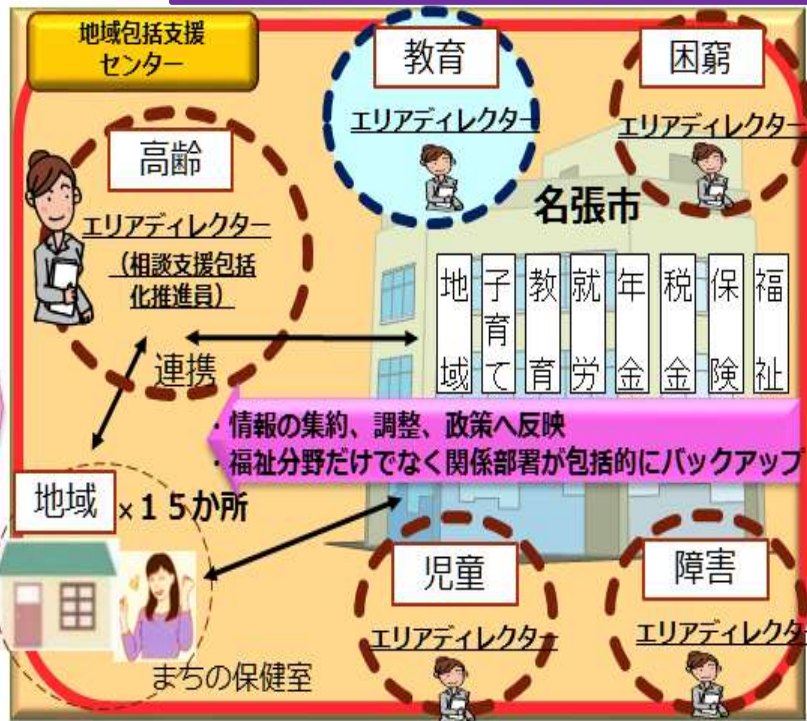 地域包括支援
センター
教育
エリアディレクター
困窮
エリアディレクター
高齢
エリアディレクター
（相談支援包括
化推進員）
名張市
地域
子育て
教育
就労
年金
税金
保険
福祉
連携
・情報の集約、調整、政策へ反映
・福祉分野だけでなく関係部署が包括的にバックアップ
地域 ×１５か所
まちの保健室
児童
エリアディレクター
障害
エリアディレクター